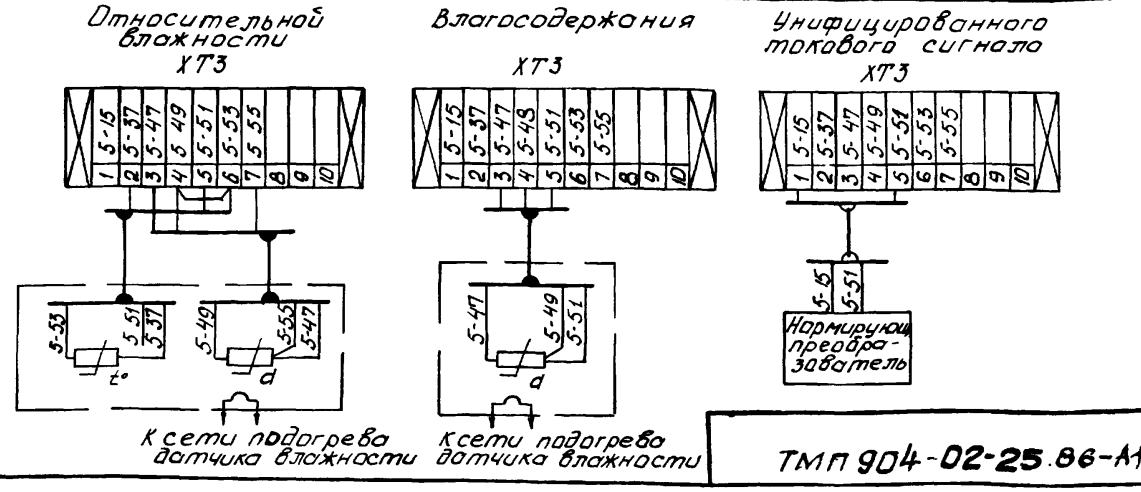 Относительной
влажности
ХТ3
5-15 5-37 5-47 5 49 5-51 5-53 5-55
1 2 3 4 5 6 7 8 9 10
5-53 5 51 5 37 5-49 5-55 5-47
t° d
К сети подогрева
датчика влажности
Влагосодержания
ХТ3
5-15 5-37 5-47 5-49 5-51 5-53 5-55
1 2 3 4 5 6 7 8 9 10
5-47 5-49 5-51
d
К сети подогрева
датчика влажности
Унифицированного
токового сигнала
ХТ3
5-15 5-37 5-47 5-49 5-51 5-53 5-55
1 2 3 4 5 6 7 8 9 10
5-15 5-51
Нормирующ
преобра-
зователь
ТМП 904-02-25.86-А1